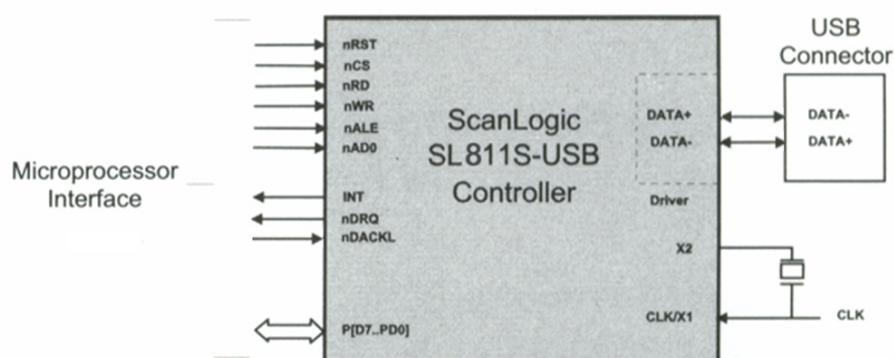 Microprocessor
Interface
nRST
nCS
nRD
nWR
nALE
nAD0
INT
nDRQ
nDACKL
P[D7..PD0]
ScanLogic
SL811S-USB
Controller
DATA+
DATA-
Driver
X2
CLK/X1
USB
Connector
DATA-
DATA+
CLK